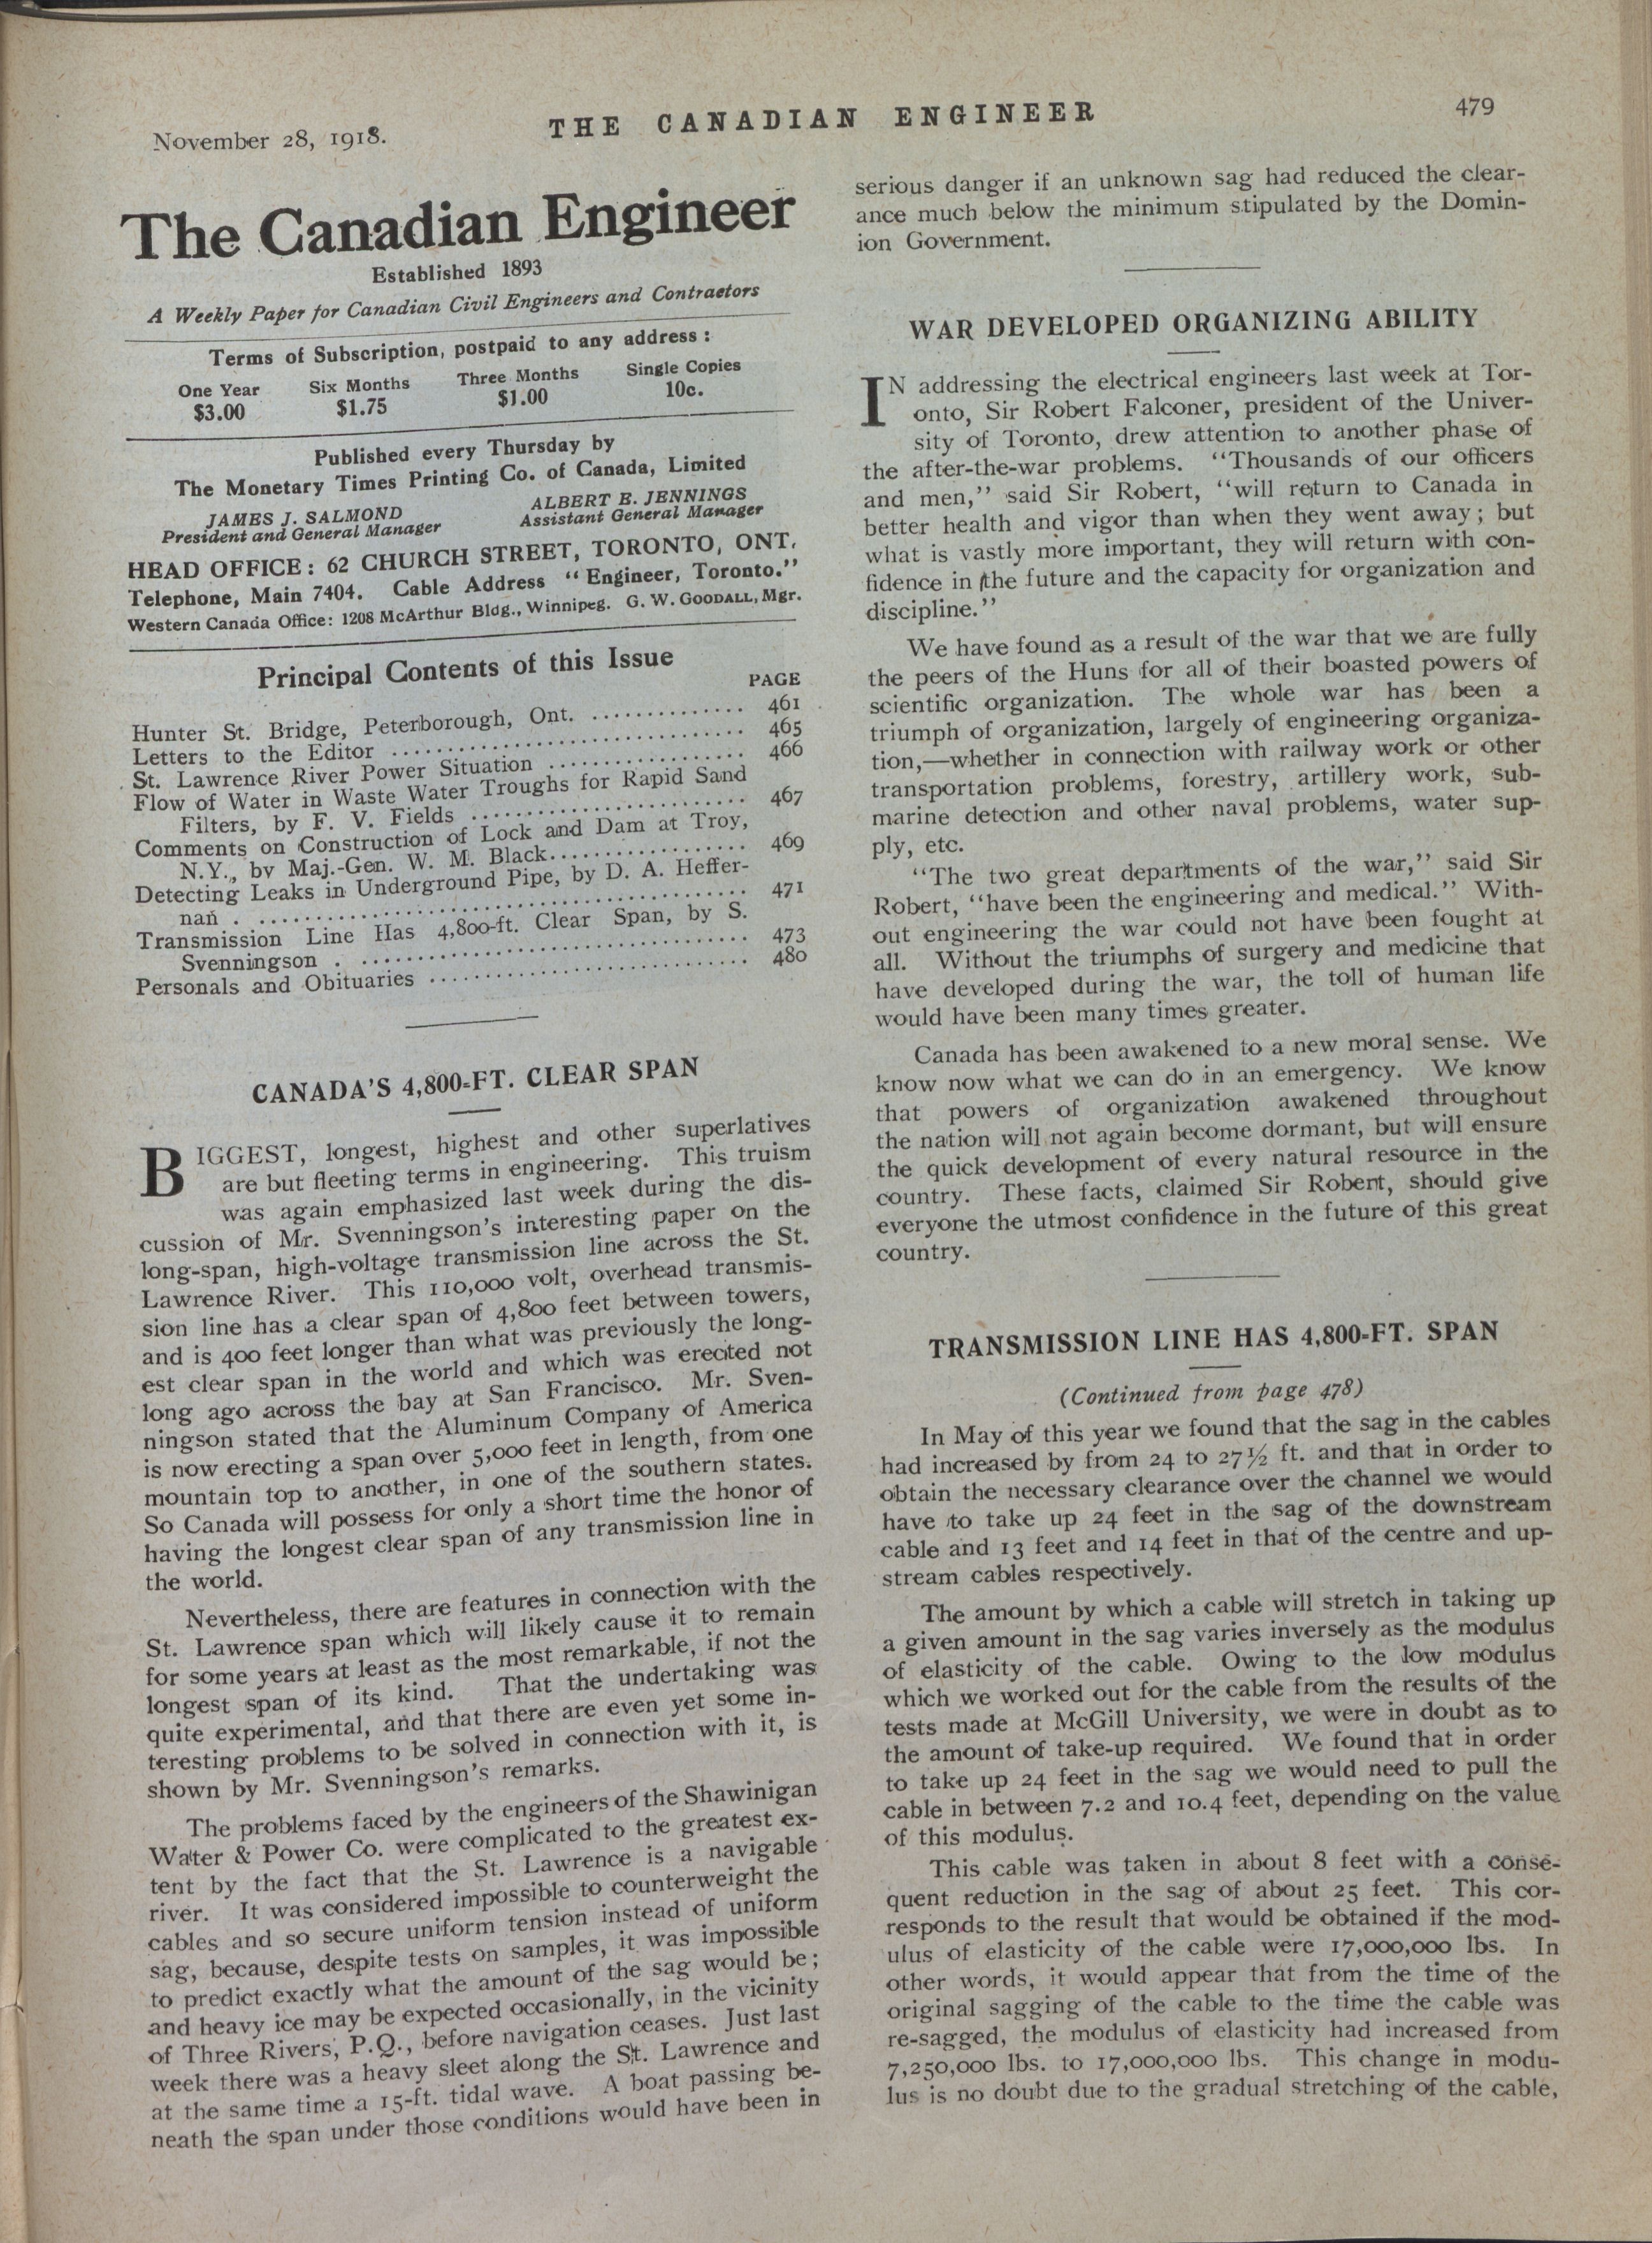 November 28, 1918.
THE CANADIAN ENGINEER
479
The Canadian Engineer
Established 1893
A Weekly Paper for Canadian Civil Engineers and Contractors
Terms of Subscription, postpaid to any address:
One Year Six Months Three Months Single Copies
$3.00 $1.75 $1.00 10c.
Published every Thursday by
The Monetary Times Printing Co. of Canada, Limited
JAMES J. SALMOND ALBERT E. JENNINGS
President and General Manager Assistant General Manager
HEAD OFFICE: 62 CHURCH STREET, TORONTO, ONT.
Telephone, Main 7404. Cable Address "Engineer, Toronto."
Western Canada Office: 1208 McArthur Bldg., Winnipeg. G. W. GOODALL, Mgr.
Principal Contents of this Issue
PAGE
Hunter St. Bridge, Peterborough, Ont. .............. 461
Letters to the Editor ................................ 465
St. Lawrence River Power Situation .................. 466
Flow of Water in Waste Water Troughs for Rapid Sand
Filters, by F. V. Fields .......................... 467
Comments on Construction of Lock and Dam at Troy,
N.Y., by Maj.-Gen. W. M. Black.................. 469
Detecting Leaks in Underground Pipe, by D. A. Heffer-
nan . ............................................ 471
Transmission Line Has 4,800-ft. Clear Span, by S.
Svenningson . .................................... 473
Personals and Obituaries ............................ 480
CANADA'S 4,800-FT. CLEAR SPAN
BIGGEST, longest, highest and other superlatives
are but fleeting terms in engineering. This truism
was again emphasized last week during the dis-
cussion of Mr. Svenningson's interesting paper on the
long-span, high-voltage transmission line across the St.
Lawrence River. This 110,000 volt, overhead transmis-
sion line has a clear span of 4,800 feet between towers,
and is 400 feet longer than what was previously the long-
est clear span in the world and which was erected not
long ago across the bay at San Francisco. Mr. Sven-
ningson stated that the Aluminum Company of America
is now erecting a span over 5,000 feet in length, from one
mountain top to another, in one of the southern states.
So Canada will possess for only a short time the honor of
having the longest clear span of any transmission line in
the world.
Nevertheless, there are features in connection with the
St. Lawrence span which will likely cause it to remain
for some years at least as the most remarkable, if not the
longest span of its kind. That the undertaking was
quite experimental, and that there are even yet some in-
teresting problems to be solved in connection with it, is
shown by Mr. Svenningson's remarks.
The problems faced by the engineers of the Shawinigan
Water & Power Co. were complicated to the greatest ex-
tent by the fact that the St. Lawrence is a navigable
river. It was considered impossible to counterweight the
cables and so secure uniform tension instead of uniform
sag, because, despite tests on samples, it was impossible
to predict exactly what the amount of the sag would be;
and heavy ice may be expected occasionally, in the vicinity
of Three Rivers, P.Q., before navigation ceases. Just last
week there was a heavy sleet along the St. Lawrence and
at the same time a 15-ft. tidal wave. A boat passing be-
neath the span under those conditions would have been in
serious danger if an unknown sag had reduced the clear-
ance much below the minimum stipulated by the Domin-
ion Government.
WAR DEVELOPED ORGANIZING ABILITY
IN addressing the electrical engineers last week at Tor-
onto, Sir Robert Falconer, president of the Univer-
sity of Toronto, drew attention to another phase of
the after-the-war problems. "Thousands of our officers
and men," said Sir Robert, "will return to Canada in
better health and vigor than when they went away; but
what is vastly more important, they will return with con-
fidence in the future and the capacity for organization and
discipline."
We have found as a result of the war that we are fully
the peers of the Huns for all of their boasted powers of
scientific organization. The whole war has been a
triumph of organization, largely of engineering organiza-
tion,—whether in connection with railway work or other
transportation problems, forestry, artillery work, sub-
marine detection and other naval problems, water sup-
ply, etc.
"The two great departments of the war," said Sir
Robert, "have been the engineering and medical." With-
out engineering the war could not have been fought at
all. Without the triumphs of surgery and medicine that
have developed during the war, the toll of human life
would have been many times greater.
Canada has been awakened to a new moral sense. We
know now what we can do in an emergency. We know
that powers of organization awakened throughout
the nation will not again become dormant, but will ensure
the quick development of every natural resource in the
country. These facts, claimed Sir Robert, should give
everyone the utmost confidence in the future of this great
country.
TRANSMISSION LINE HAS 4,800-FT. SPAN
(Continued from page 478)
In May of this year we found that the sag in the cables
had increased by from 24 to 27½ ft. and that in order to
obtain the necessary clearance over the channel we would
have to take up 24 feet in the sag of the downstream
cable and 13 feet and 14 feet in that of the centre and up-
stream cables respectively.
The amount by which a cable will stretch in taking up
a given amount in the sag varies inversely as the modulus
of elasticity of the cable. Owing to the low modulus
which we worked out for the cable from the results of the
tests made at McGill University, we were in doubt as to
the amount of take-up required. We found that in order
to take up 24 feet in the sag we would need to pull the
cable in between 7.2 and 10.4 feet, depending on the value
of this modulus.
This cable was taken in about 8 feet with a conse-
quent reduction in the sag of about 25 feet. This cor-
responds to the result that would be obtained if the mod-
ulus of elasticity of the cable were 17,000,000 lbs. In
other words, it would appear that from the time of the
original sagging of the cable to the time the cable was
re-sagged, the modulus of elasticity had increased from
7,250,000 lbs. to 17,000,000 lbs. This change in modu-
lus is no doubt due to the gradual stretching of the cable,